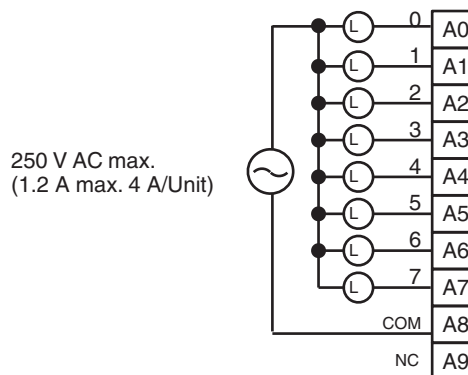 250 V AC max.
(1.2 A max. 4 A/Unit)
L 0 A0
L 1 A1
L 2 A2
L 3 A3
L 4 A4
L 5 A5
L 6 A6
L 7 A7
COM A8
NC A9